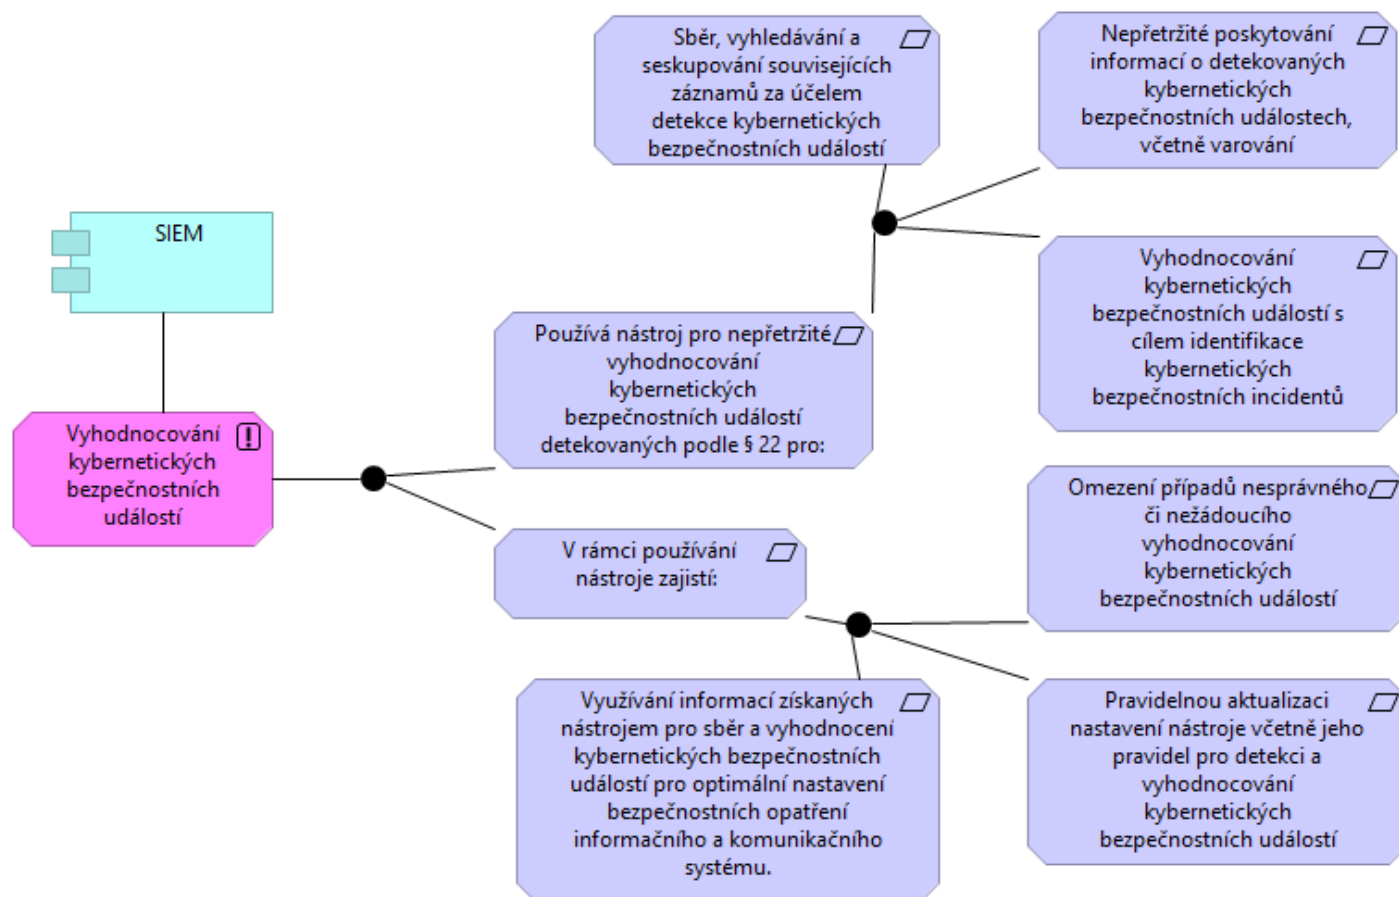 Sběr, vyhledávání a
seskupování souvisejících
záznamů za účelem
detekce kybernetických
bezpečnostních událostí
Nepřetržité poskytování
informací o detekovaných
kybernetických
bezpečnostních událostech,
včetně varování
SIEM
Vyhodnocování
kybernetických
bezpečnostních událostí s
cílem identifikace
kybernetických
bezpečnostních incidentů
Používá nástroj pro nepřetržité
vyhodnocování
kybernetických
bezpečnostních událostí
detekovaných podle § 22 pro:
Vyhodnocování
kybernetických
bezpečnostních
událostí
V rámci používání
nástroje zajistí:
Omezení případů nesprávného
či nežádoucího
vyhodnocování
kybernetických
bezpečnostních událostí
Využívání informací získaných
nástrojem pro sběr a vyhodnocení
kybernetických bezpečnostních
událostí pro optimální nastavení
bezpečnostních opatření
informačního a komunikačního
systému.
Pravidelnou aktualizaci
nastavení nástroje včetně jeho
pravidel pro detekci a
vyhodnocování
kybernetických
bezpečnostních událostí